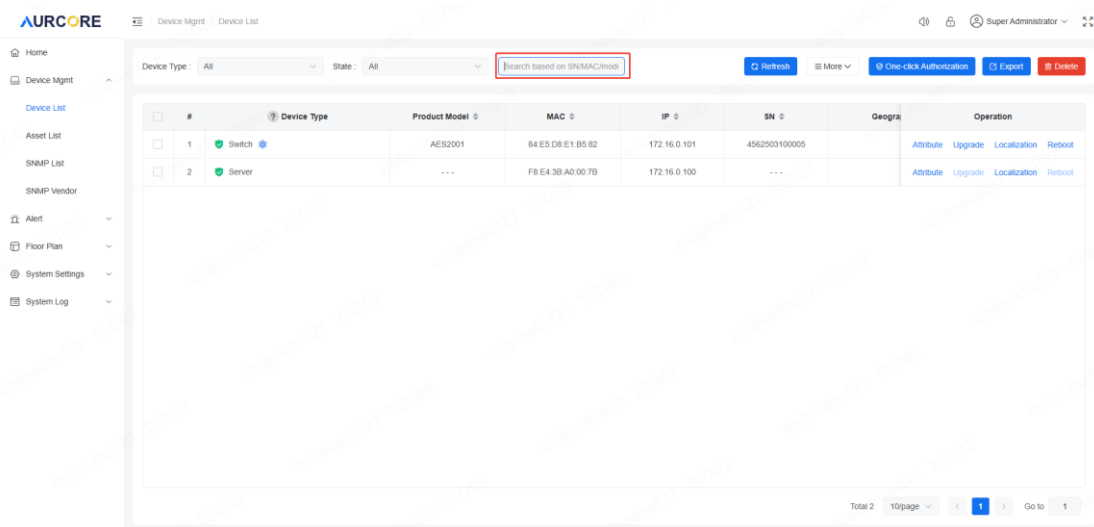 AURCORE
Device Mgmt / Device List
Super Administrator
Home
Device Mgmt
Device List
Asset List
SNMP List
SNMP Vendor
Alert
Floor Plan
System Settings
System Log
Device Type : All State : All Search based on SN/MAC/mode Refresh More One-click Authorization Export Delete
# ? Device Type Product Model MAC IP SN Geogra Operation
1 Switch AES2001 84:E5:D8:E1:B5:82 172.16.0.101 4562503100005 Attribute Upgrade Localization Reboot
2 Server - - - F8:E4:3B:A0:00:7B 172.16.0.100 - - - Attribute Upgrade Localization Reboot
Total 2 10/page 1 Go to 1